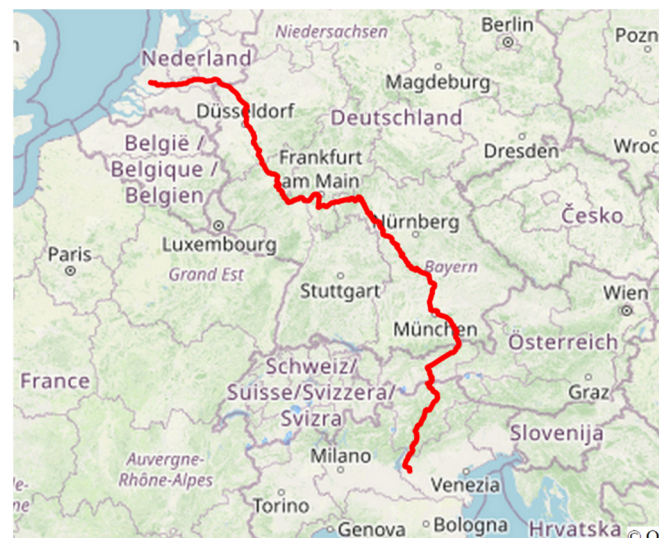 Niedersachsen
Berlin
Pozn
Nederland
Magdeburg
Düsseldorf
Deutschland
België /
Belgique /
Belgien
Frankfurt
am Main
Dresden
Wroc
Česko
Nürnberg
Luxembourg
Paris
Grand Est
Bayern
Stuttgart
Wien
München
Österreich
Schweiz/
Suisse/Svizzera/
Svizra
France
Graz
Slovenija
Milano
Auvergne-
Rhône-Alpes
Venezia
Torino
Genova
Bologna
Hrvatska